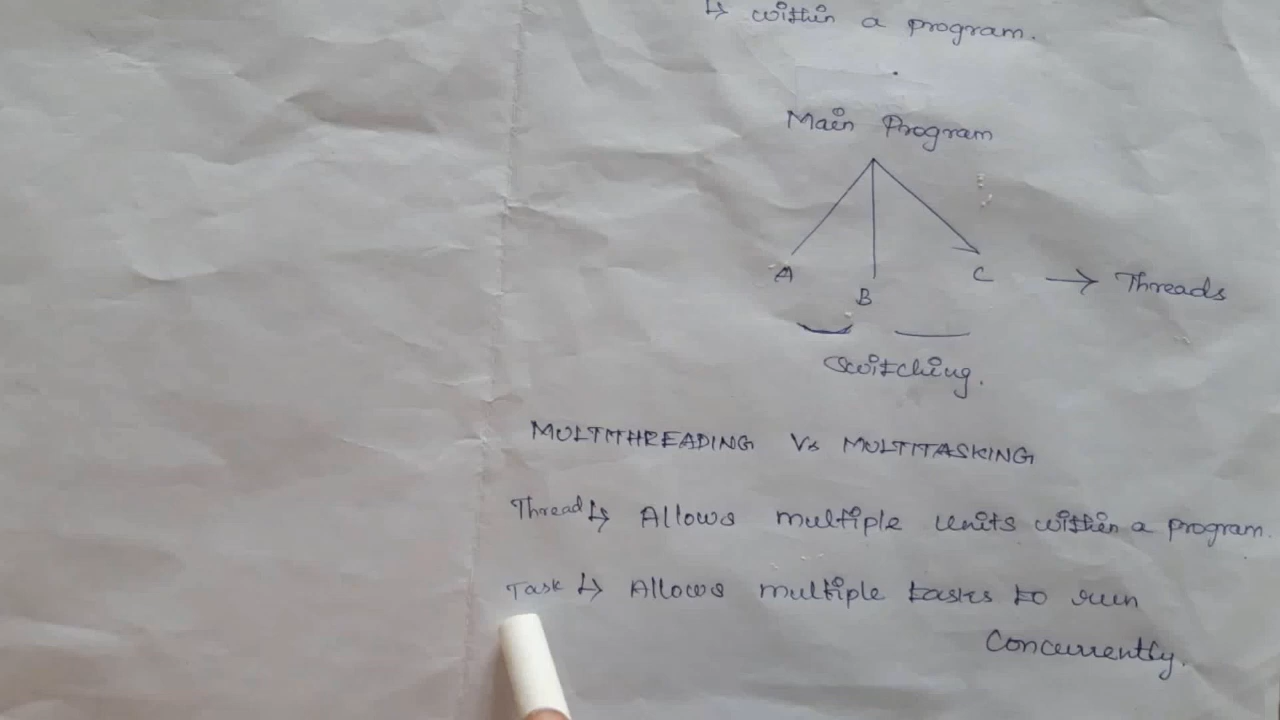 ↳ within a program.
Main Program
A B C → Threads
Switching.
MULTITHREADING Vs MULTITASKING
Thread ↳ Allows multiple units within a program.
Task ↳ Allows multiple tasks to run
Concurrently.